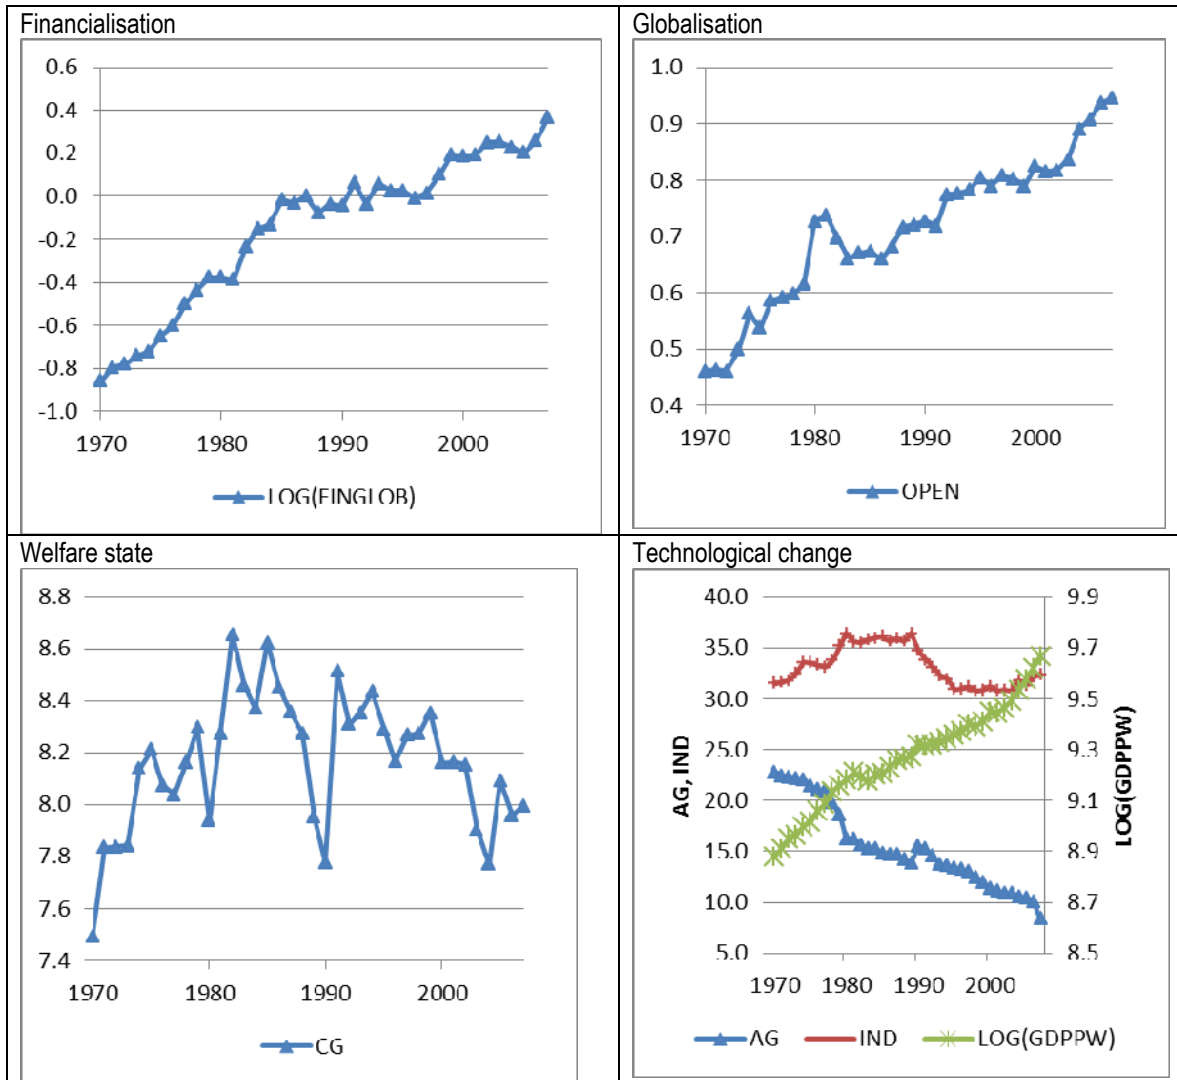 Financialisation
0.6
0.4
0.2
0.0
-0.2
-0.4
-0.6
-0.8
-1.0
1970 1980 1990 2000
LOG(FINGLOB)
Globalisation
1.0
0.9
0.8
0.7
0.6
0.5
0.4
1970 1980 1990 2000
OPEN
Welfare state
8.8
8.6
8.4
8.2
8.0
7.8
7.6
7.4
1970 1980 1990 2000
CG
Technological change
40.0
35.0
30.0
25.0
20.0
15.0
10.0
5.0
AG, IND
9.9
9.7
9.5
9.3
9.1
8.9
8.7
8.5
LOG(GDPPW)
1970 1980 1990 2000
AG IND LOG(GDPPW)